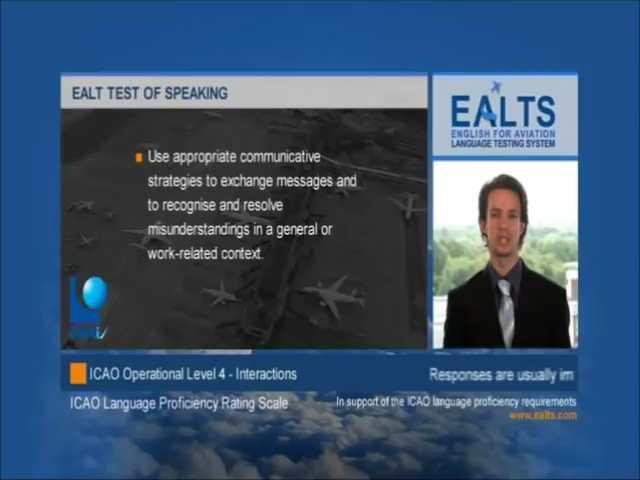 EALT TEST OF SPEAKING
Use appropriate communicative
strategies to exchange messages and
to recognise and resolve
misunderstandings in a general or
work-related context.
EALTS
ENGLISH FOR AVIATION
LANGUAGE TESTING SYSTEM
ICAO Operational Level 4 - Interactions
Responses are usually im
ICAO Language Proficiency Rating Scale
In support of the ICAO language proficiency requirements
www.ealts.com